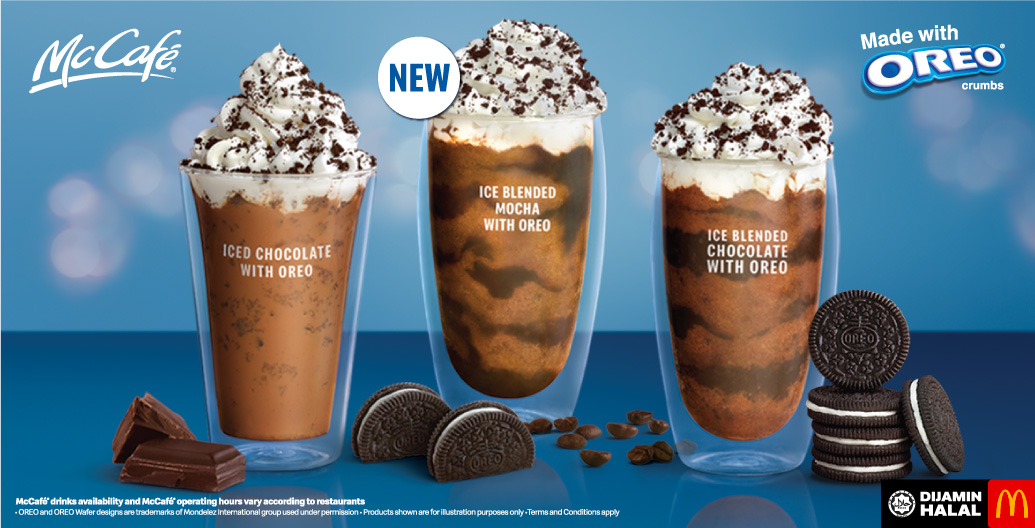 McCafé®
NEW
Made with
OREO®
crumbs
ICED CHOCOLATE
WITH OREO
ICE BLENDED
MOCHA
WITH OREO
ICE BLENDED
CHOCOLATE
WITH OREO
OREO
OREO
OREO
McCafé® drinks availability and McCafé® operating hours vary according to restaurants
• OREO and OREO Wafer designs are trademarks of Mondelez International group used under permission • Products shown are for illustration purposes only • Terms and Conditions apply
DIJAMIN
HALAL